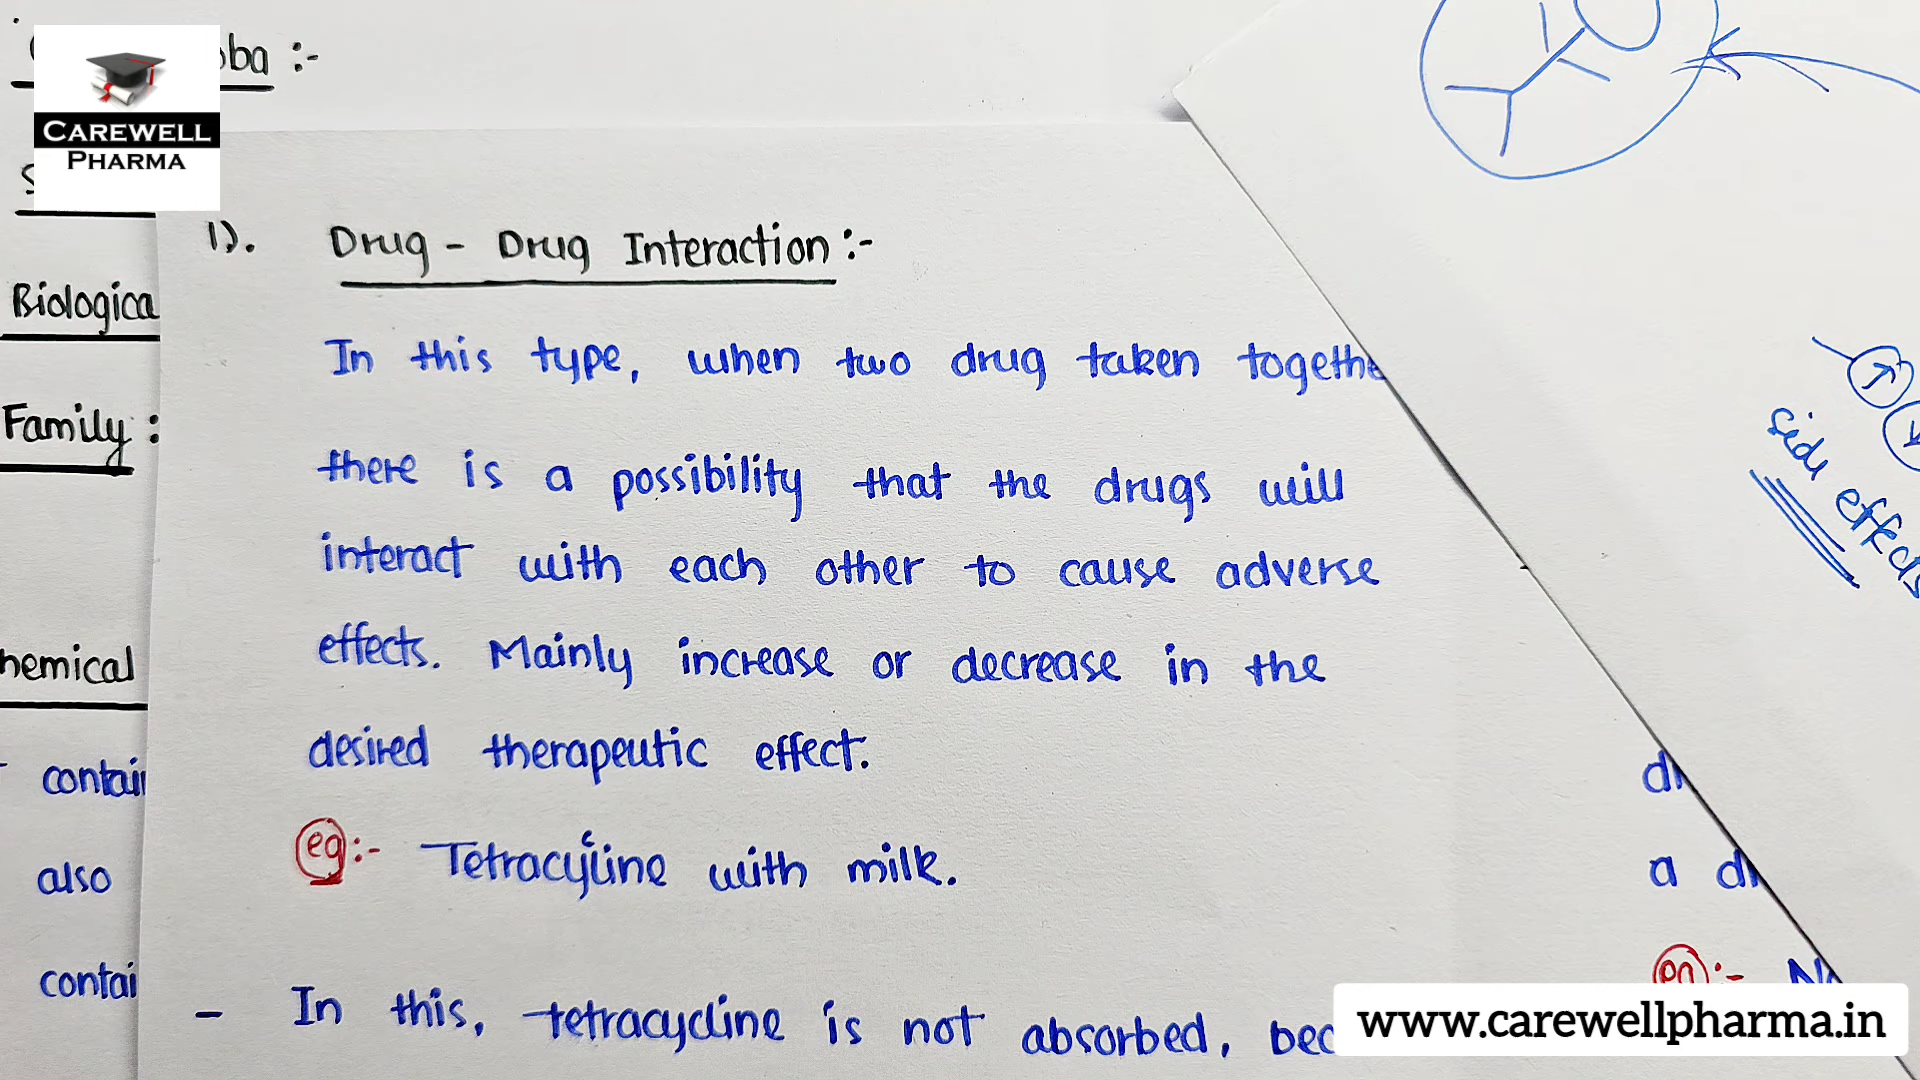 oba :-
CAREWELL
PHARMA
1). Drug - Drug Interaction :-
Biologica
In this type, when two drug taken togethe
Family :
there is a possibility that the drugs will
side effects
interact with each other to cause adverse
effects. Mainly increase or decrease in the
hemical
desired therapeutic effect.
contain
eg :- Tetracycline with milk.
also
a
contai
- In this, tetracycline is not absorbed, bec
www.carewellpharma.in